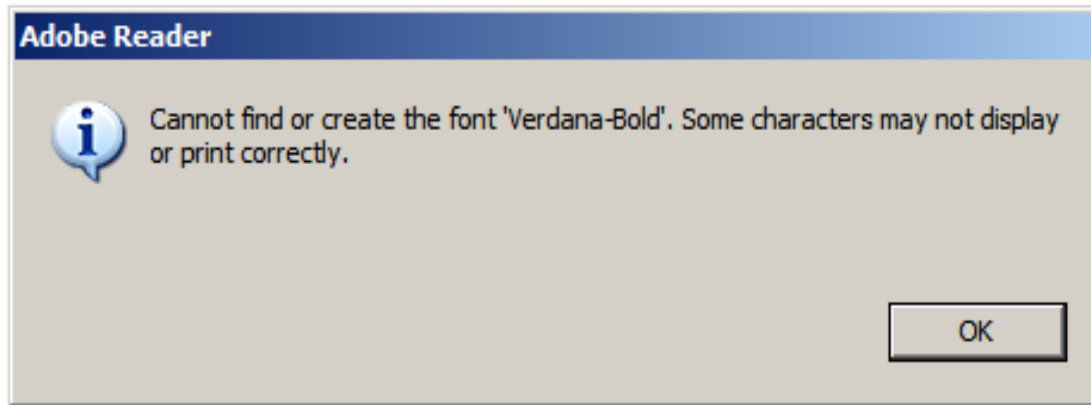 Adobe Reader
Cannot find or create the font 'Verdana-Bold'. Some characters may not display
or print correctly.
OK